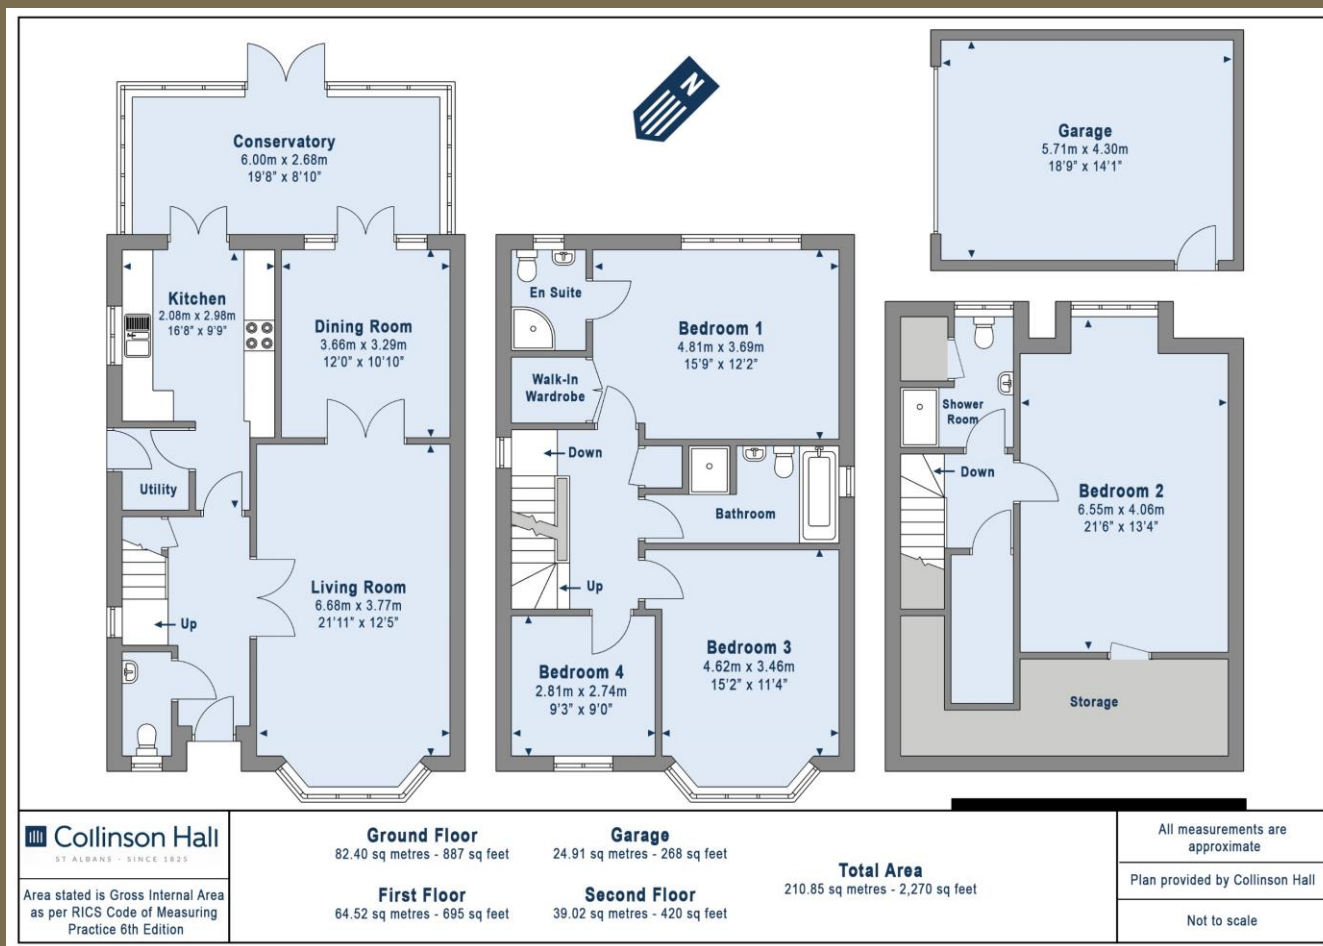 Conservatory
6.00m x 2.68m
19'8" x 8'10"
N
Garage
5.71m x 4.30m
18'9" x 14'1"
Kitchen
2.08m x 2.98m
16'8" x 9'9"
Dining Room
3.66m x 3.29m
12'0" x 10'10"
Utility
Up
Living Room
6.68m x 3.77m
21'11" x 12'5"
En Suite
Bedroom 1
4.81m x 3.69m
15'9" x 12'2"
Walk-In
Wardrobe
Down
Bathroom
Up
Bedroom 4
2.81m x 2.74m
9'3" x 9'0"
Bedroom 3
4.62m x 3.46m
15'2" x 11'4"
Shower
Room
Down
Bedroom 2
6.55m x 4.06m
21'6" x 13'4"
Storage
Collinson Hall
ST ALBANS - SINCE 1825
Area stated is Gross Internal Area
as per RICS Code of Measuring
Practice 6th Edition
Ground Floor
82.40 sq metres - 887 sq feet
First Floor
64.52 sq metres - 695 sq feet
Garage
24.91 sq metres - 268 sq feet
Second Floor
39.02 sq metres - 420 sq feet
Total Area
210.85 sq metres - 2,270 sq feet
All measurements are
approximate
Plan provided by Collinson Hall
Not to scale